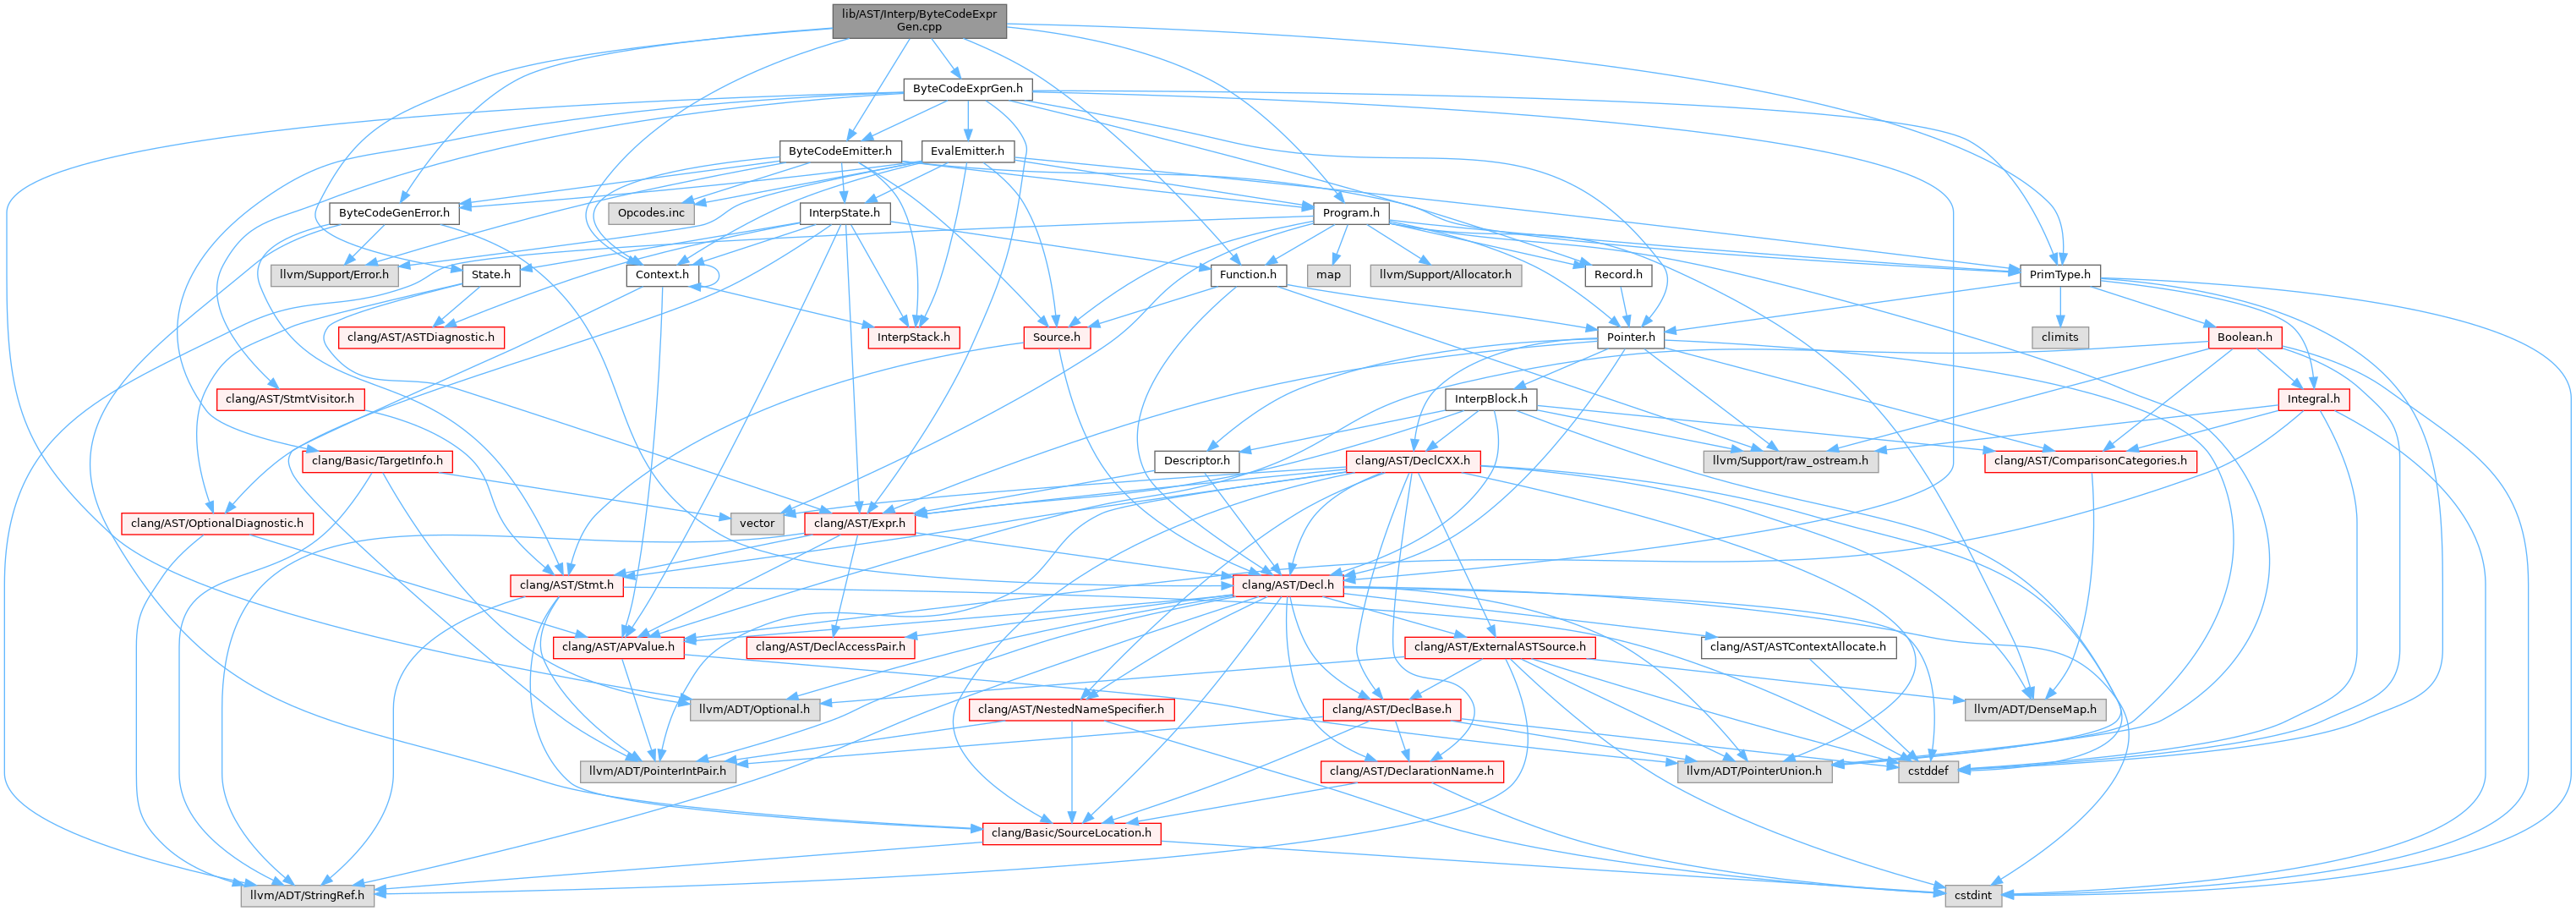 lib/AST/Interp/ByteCodeExpr
Gen.cpp
ByteCodeExprGen.h
ByteCodeEmitter.h
EvalEmitter.h
ByteCodeGenError.h
Opcodes.inc
InterpState.h
Program.h
llvm/Support/Error.h
State.h
Context.h
Function.h
map
llvm/Support/Allocator.h
Record.h
PrimType.h
clang/AST/ASTDiagnostic.h
InterpStack.h
Source.h
Pointer.h
climits
Boolean.h
clang/AST/StmtVisitor.h
InterpBlock.h
Integral.h
clang/Basic/TargetInfo.h
Descriptor.h
clang/AST/DeclCXX.h
llvm/Support/raw_ostream.h
clang/AST/ComparisonCategories.h
clang/AST/OptionalDiagnostic.h
vector
clang/AST/Expr.h
clang/AST/Stmt.h
clang/AST/Decl.h
clang/AST/APValue.h
clang/AST/DeclAccessPair.h
clang/AST/ExternalASTSource.h
clang/AST/ASTContextAllocate.h
llvm/ADT/Optional.h
clang/AST/NestedNameSpecifier.h
clang/AST/DeclBase.h
llvm/ADT/DenseMap.h
llvm/ADT/PointerIntPair.h
clang/AST/DeclarationName.h
llvm/ADT/PointerUnion.h
cstddef
clang/Basic/SourceLocation.h
llvm/ADT/StringRef.h
cstdint